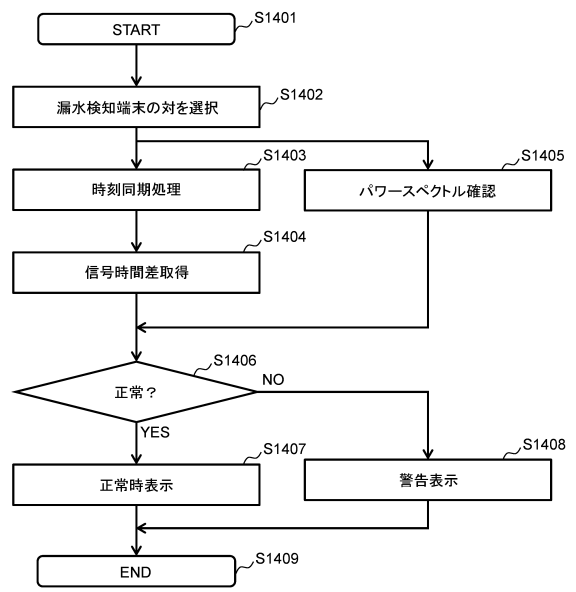 START
S1401
漏水検知端末の対を選択
S1402
時刻同期処理
S1403
パワースペクトル確認
S1405
信号時間差取得
S1404
正常？
S1406
NO
YES
正常時表示
S1407
警告表示
S1408
END
S1409